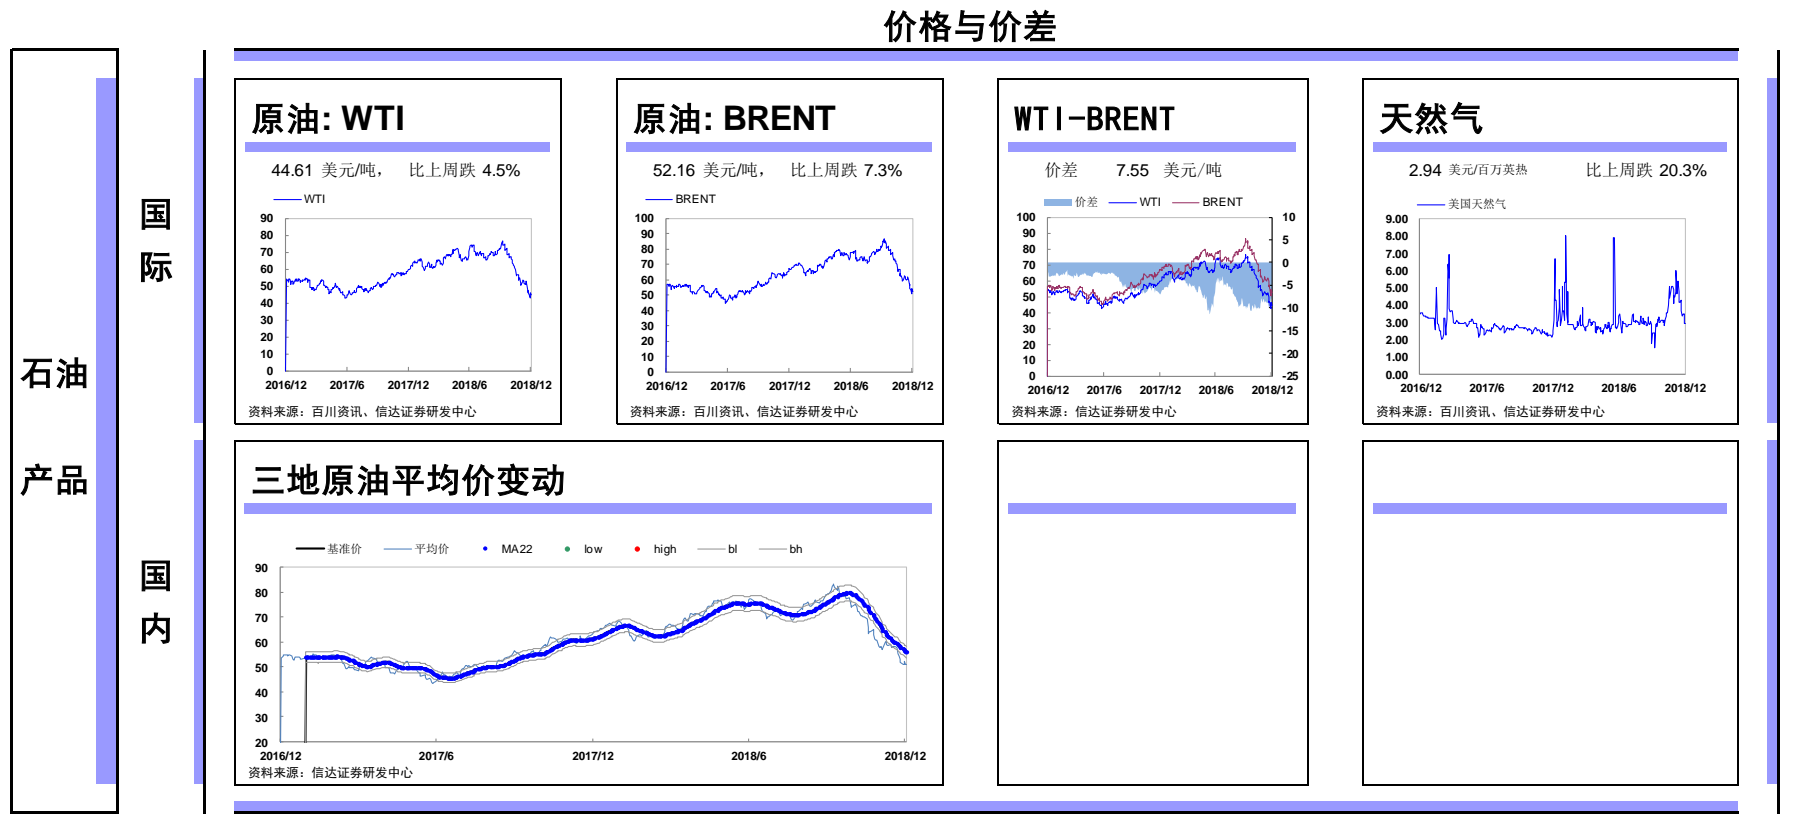 价格与价差
石油
产品
国
际
国
内
原油: WTI
44.61 美元/吨， 比上周跌 4.5%
WTI
90
80
70
60
50
40
30
20
10
0
2016/12 2017/6 2017/12 2018/6 2018/12
资料来源：百川资讯、信达证券研发中心
原油: BRENT
52.16 美元/吨， 比上周跌 7.3%
BRENT
100
90
80
70
60
50
40
30
20
10
0
2016/12 2017/6 2017/12 2018/6 2018/12
资料来源：百川资讯、信达证券研发中心
WTI-BRENT
价差 7.55 美元/吨
价差 WTI BRENT
100
90
80
70
60
50
40
30
20
10
0
10
5
0
-5
-10
-15
-20
-25
2016/12 2017/6 2017/12 2018/6 2018/12
资料来源：信达证券研发中心
天然气
2.94 美元/百万英热 比上周跌 20.3%
美国天然气
9.00
8.00
7.00
6.00
5.00
4.00
3.00
2.00
1.00
0.00
2016/12 2017/6 2017/12 2018/6 2018/12
资料来源：百川资讯、信达证券研发中心
三地原油平均价变动
基准价 平均价 MA22 low high bl bh
90
80
70
60
50
40
30
20
2016/12 2017/6 2017/12 2018/6 2018/12
资料来源：信达证券研发中心